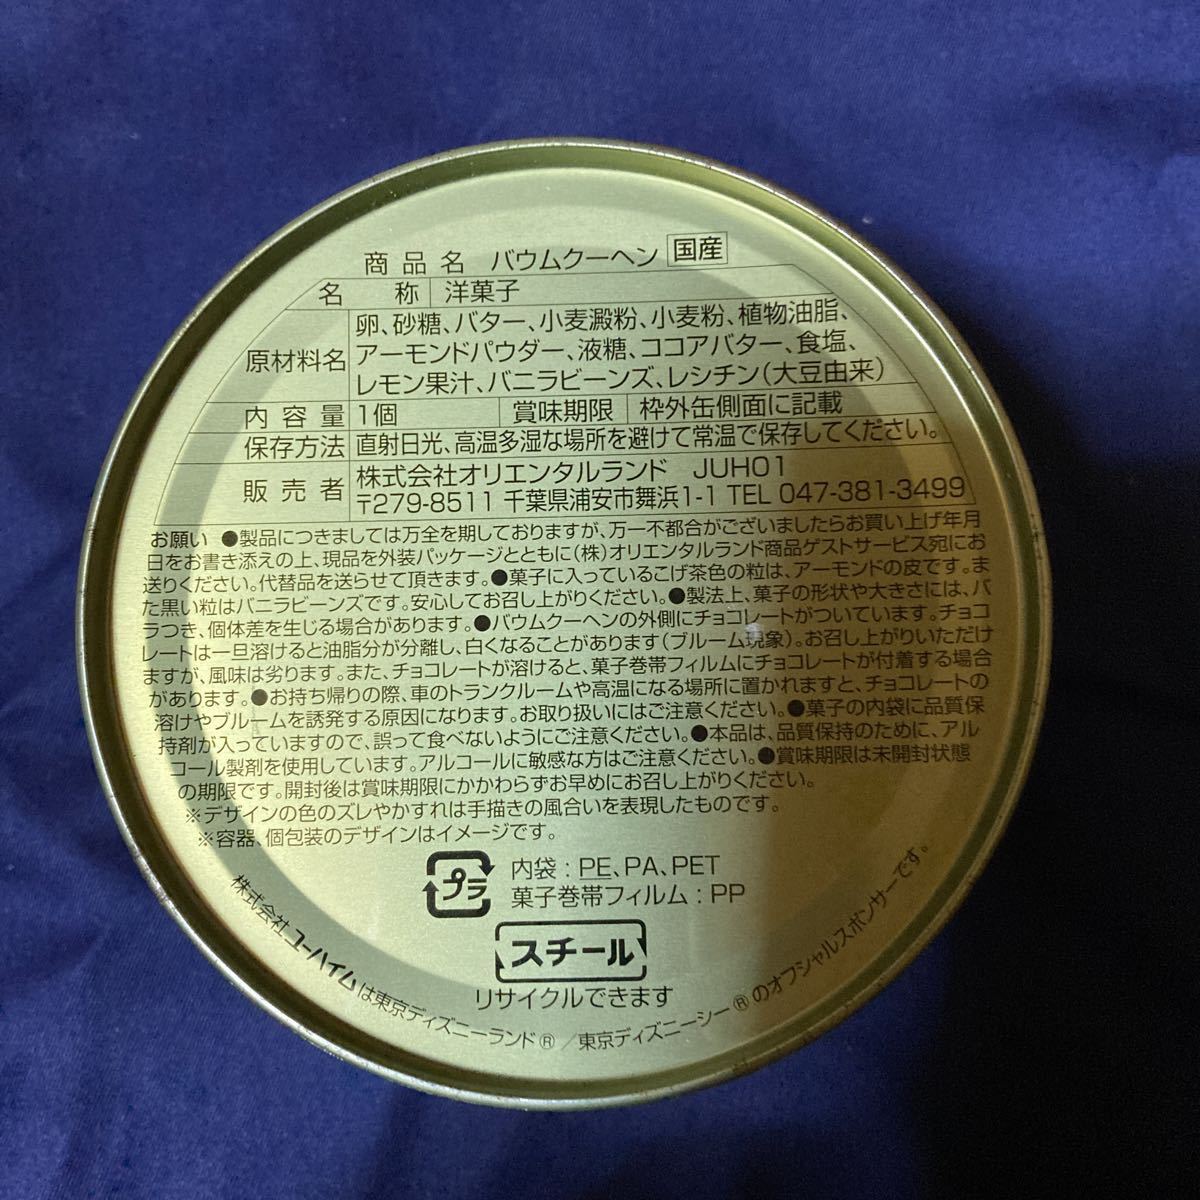 商品名 バウムクーヘン 国産
名称 洋菓子
原材料名 卵、砂糖、バター、小麦澱粉、小麦粉、植物油脂、
アーモンドパウダー、液糖、ココアバター、食塩、
レモン果汁、バニラビーンズ、レシチン(大豆由来)
内容量 1個 賞味期限 枠外缶側面に記載
保存方法 直射日光、高温多湿な場所を避けて常温で保存してください。
販売者 株式会社オリエンタルランド JUH01
〒279-8511 千葉県浦安市舞浜1-1 TEL 047-381-3499
お願い ●製品につきましては万全を期しておりますが、万一不都合がございましたらお買い上げ年月
日をお書き添えの上、現品を外装パッケージとともに(株)オリエンタルランド商品ゲストサービス宛にお
送りください。代替品を送らせて頂きます。●菓子に入っているこげ茶色の粒は、アーモンドの皮です。ま
た黒い粒はバニラビーンズです。安心してお召し上がりください。●製法上、菓子の形状や大きさには、バ
ラつき、個体差を生じる場合があります。●バウムクーヘンの外側にチョコレートがついています。チョコ
レートは一旦溶けると油脂分が分離し、白くなることがあります(ブルーム現象)。お召し上がりいただけ
ますが、風味は劣ります。また、チョコレートが溶けると、菓子巻帯フィルムにチョコレートが付着する場合
があります。●お持ち帰りの際、車のトランクルームや高温になる場所に置かれますと、チョコレートの
溶けやブルームを誘発する原因になります。お取り扱いにはご注意ください。●菓子の内袋に品質保
持剤が入っていますので、誤って食べないようにご注意ください。●本品は、品質保持のために、アル
コール製剤を使用しています。アルコールに敏感な方はご注意ください。●賞味期限は未開封状態
の期限です。開封後は賞味期限にかかわらずお早めにお召し上がりください。
※デザインの色のズレやかすれは手描きの風合いを表現したものです。
※容器、個包装のデザインはイメージです。
プラ 内袋：PE、PA、PET
菓子巻帯フィルム：PP
スチール
リサイクルできます
株式会社ユーハイムは東京ディズニーランド®／東京ディズニーシー®のオフィシャルスポンサーです。